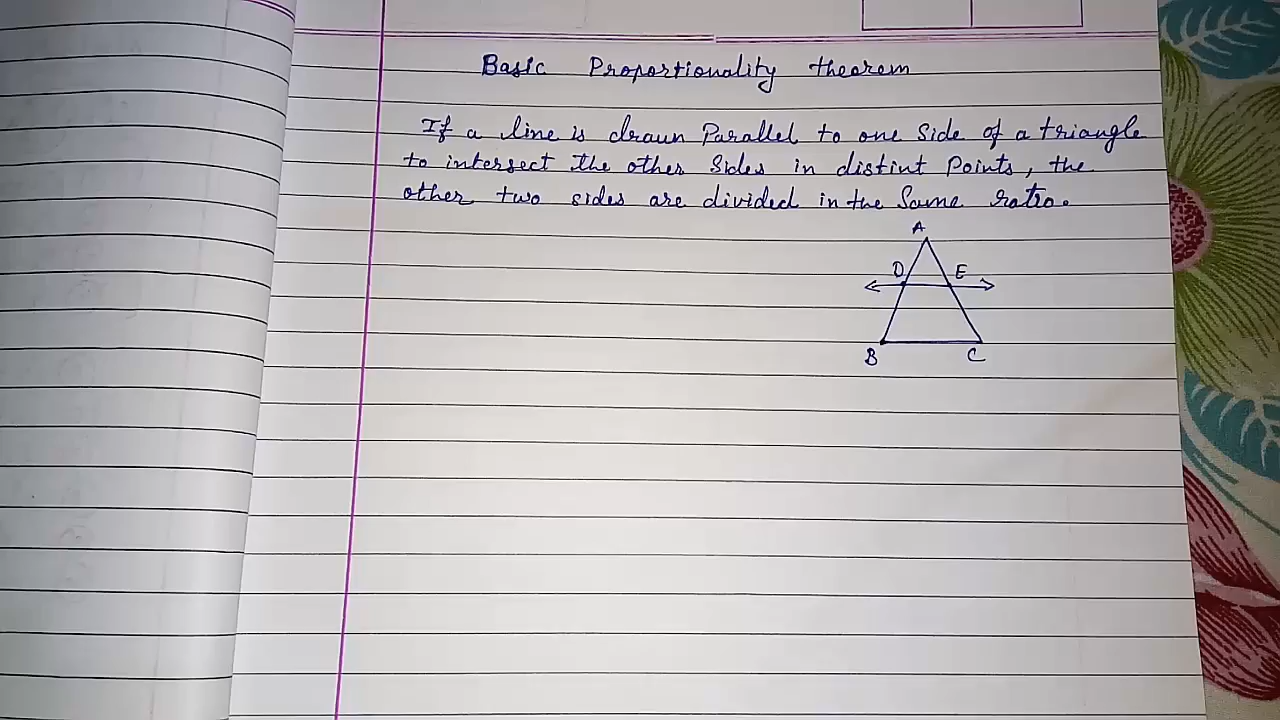 Basic Proportionality theorem
If a line is drawn Parallel to one Side of a triangle
to intersect the other Sides in distint Points, the
other two sides are divided in the Same ratio.
A
D E
B C